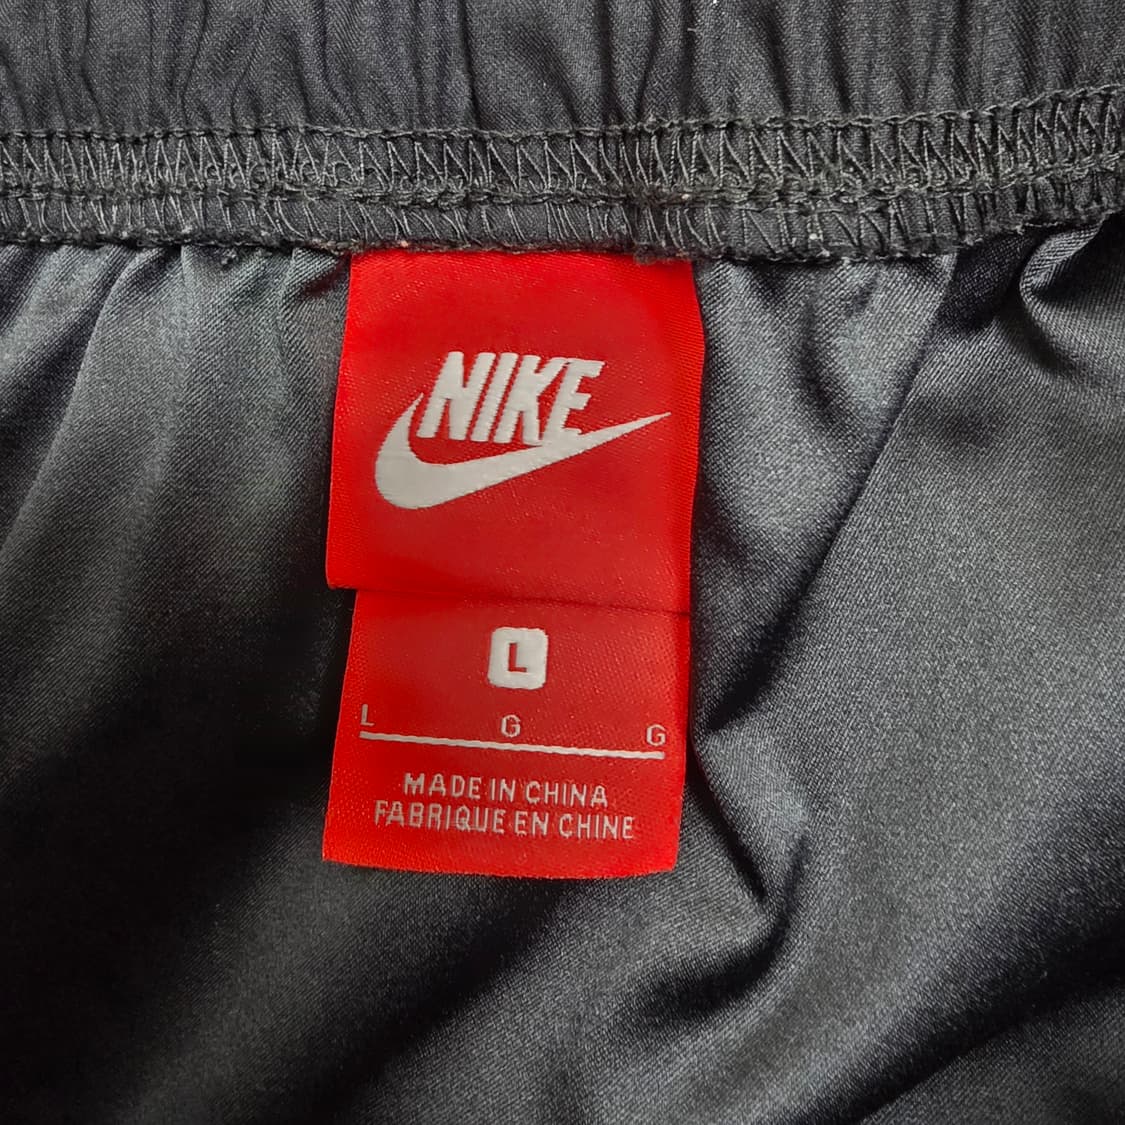 NIKE
L
L G G
MADE IN CHINA
FABRIQUE EN CHINE